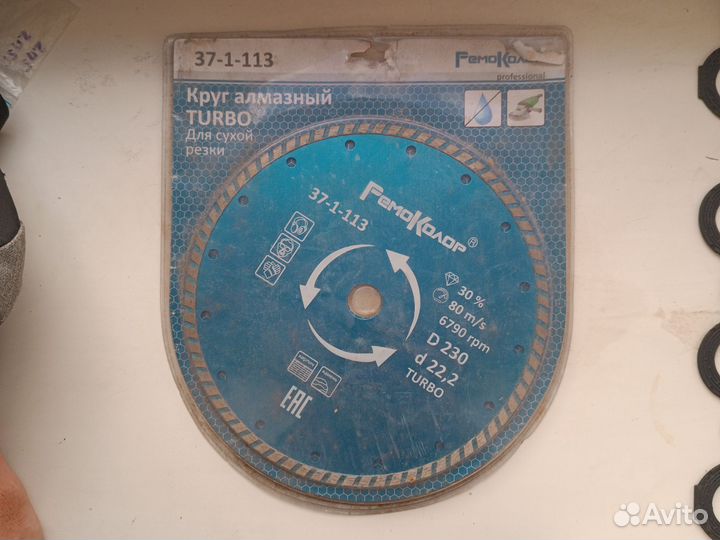 37-1-113
РемоКолор
professional
Круг алмазный
TURBO
Для сухой
резки
37-1-113
РемоКолор ®
30 %
80 m/s
6790 rpm
D 230
d 22,2
TURBO
EAC
Avito